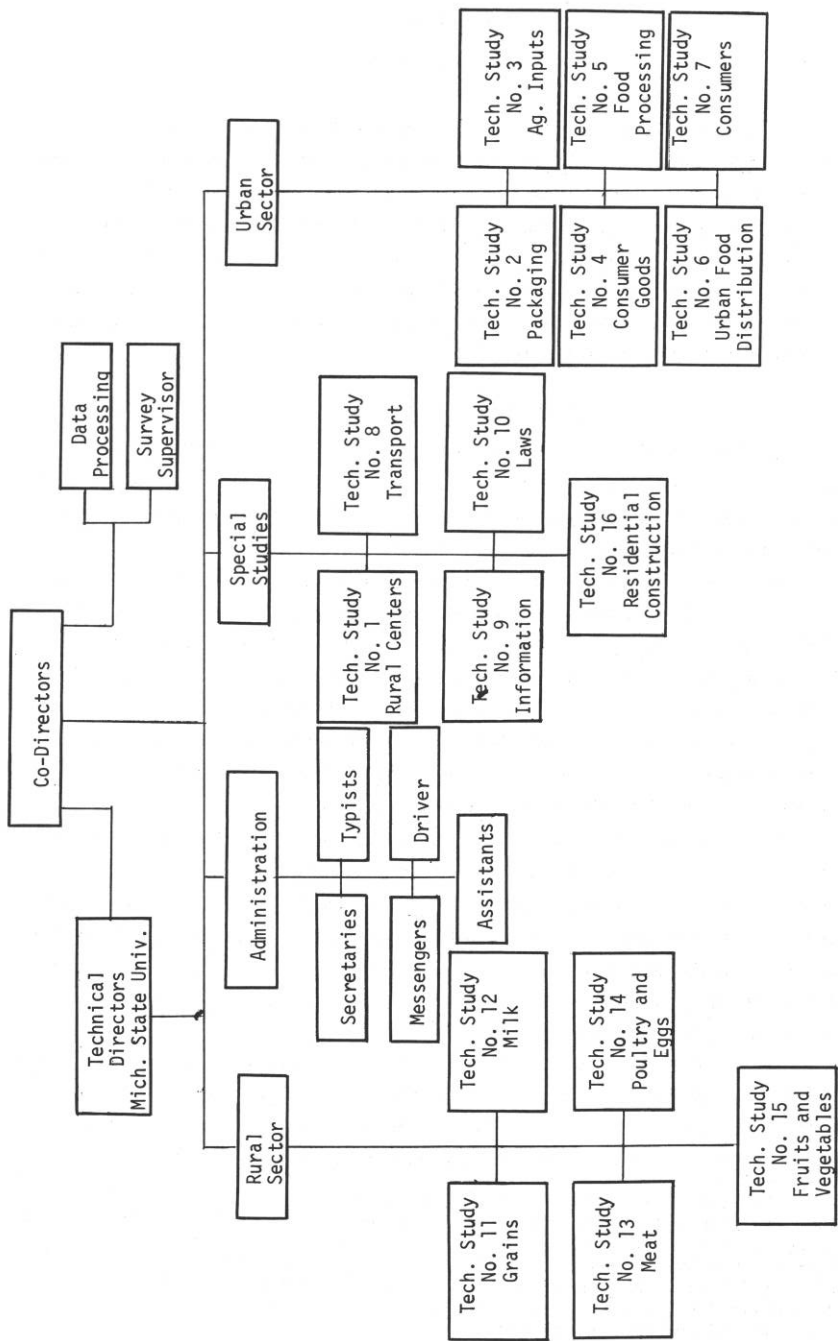 Co-Directors
Technical
Directors
Mich. State Univ.
Data
Processing
Survey
Supervisor
Rural
Sector
Administration
Special
Studies
Urban
Sector
Tech. Study
No. 11
Grains
Tech. Study
No. 12
Milk
Tech. Study
No. 13
Meat
Tech. Study
No. 14
Poultry and
Eggs
Tech. Study
No. 15
Fruits and
Vegetables
Secretaries
Typists
Messengers
Driver
Assistants
Tech. Study
No. 1
Rural Centers
Tech. Study
No. 8
Transport
Tech. Study
No. 9
Information
Tech. Study
No. 10
Laws
Tech. Study
No. 16
Residential
Construction
Tech. Study
No. 2
Packaging
Tech. Study
No. 3
Ag. Inputs
Tech. Study
No. 4
Consumer
Goods
Tech. Study
No. 5
Food
Processing
Tech. Study
No. 6
Urban Food
Distribution
Tech. Study
No. 7
Consumers